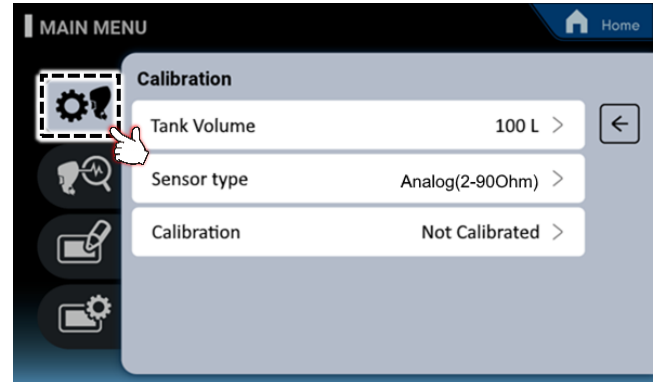 MAIN MENU
Home
Calibration
Tank Volume 100 L >
Sensor type Analog(2-90Ohm) >
Calibration Not Calibrated >